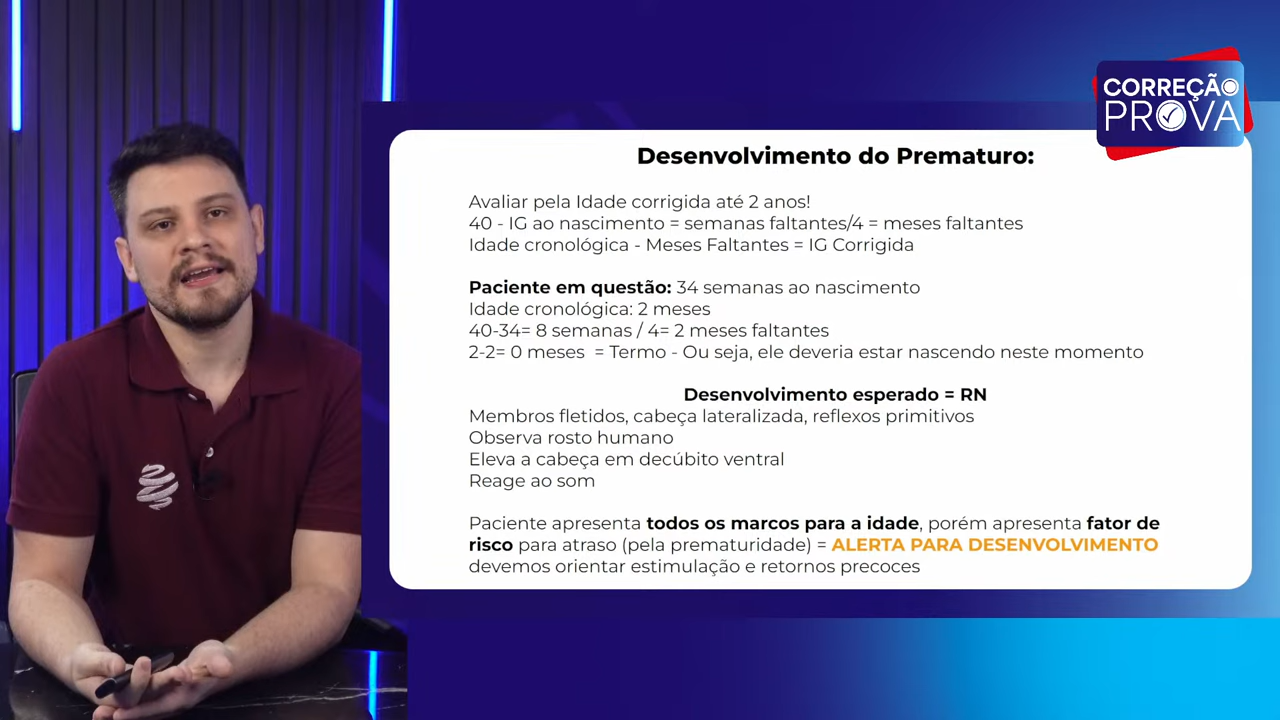 CORREÇÃO
PROVA
Desenvolvimento do Prematuro:
Avaliar pela Idade corrigida até 2 anos!
40 - IG ao nascimento = semanas faltantes/4 = meses faltantes
Idade cronológica - Meses Faltantes = IG Corrigida
Paciente em questão: 34 semanas ao nascimento
Idade cronológica: 2 meses
40-34= 8 semanas / 4= 2 meses faltantes
2-2= 0 meses = Termo - Ou seja, ele deveria estar nascendo neste momento
Desenvolvimento esperado = RN
Membros fletidos, cabeça lateralizada, reflexos primitivos
Observa rosto humano
Eleva a cabeça em decúbito ventral
Reage ao som
Paciente apresenta todos os marcos para a idade, porém apresenta fator de
risco para atraso (pela prematuridade) = ALERTA PARA DESENVOLVIMENTO
devemos orientar estimulação e retornos precoces